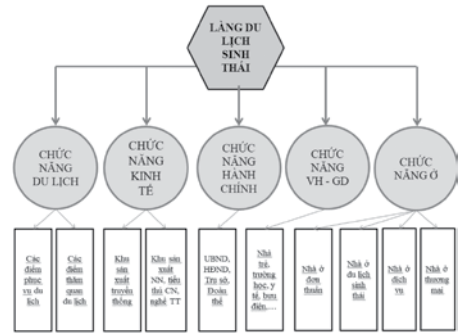 LÀNG DU
LỊCH
SINH
THÁI
CHỨC
NĂNG
DU LỊCH
CHỨC
NĂNG
KINH
TẾ
CHỨC
NĂNG
HÀNH
CHÍNH
CHỨC
NĂNG
VH - GD
CHỨC
NĂNG Ở
Các
điểm
phục
vụ du
lịch
Các
điểm
thăm
quan
du lịch
Khu
sản
xuất
truyền
thống
Khu sản
xuất
NN, tiểu
thủ CN,
nghề TT
UBND,
HĐND,
Trụ sở,
Đoàn
thể
Nhà
trẻ,
trường
học, y
tế, bưu
điện,...
Nhà ở
đơn
thuần
Nhà ở
du lịch
sinh
thái
Nhà ở
dịch
vụ
Nhà ở
thương
mại